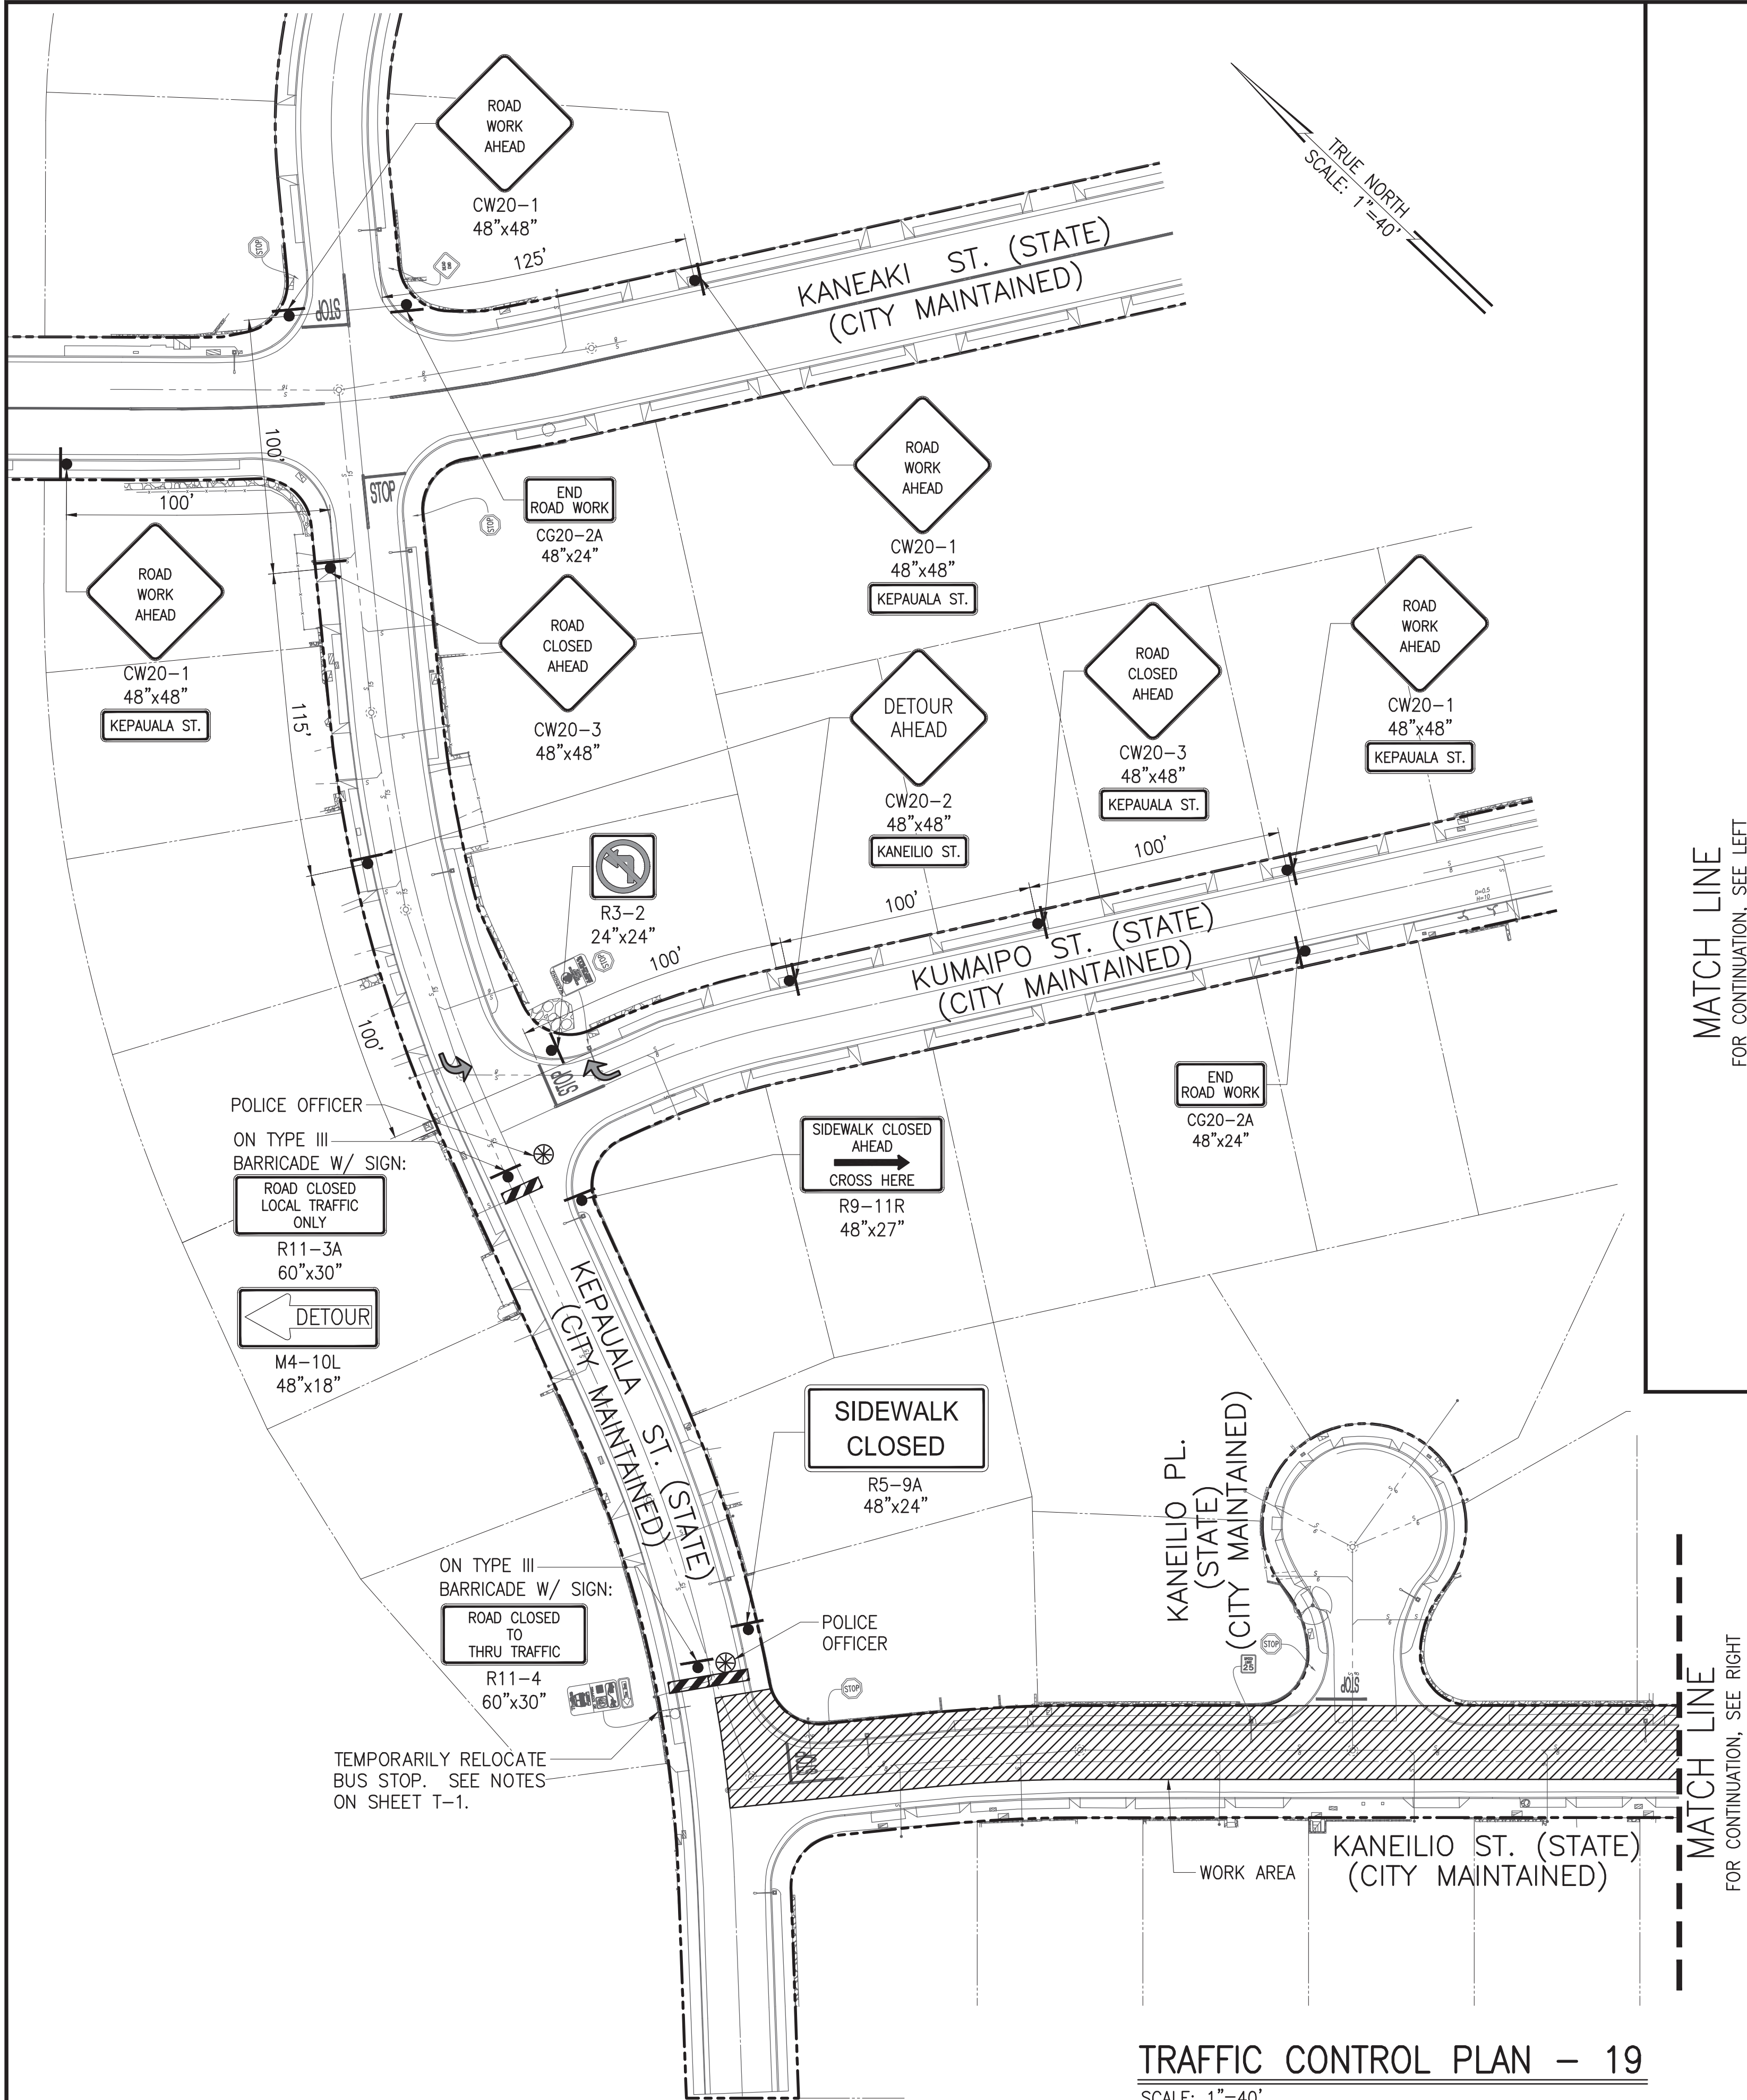 ROAD
WORK
AHEAD
CW20-1
48"x48"
125'
TRUE NORTH
SCALE: 1"=40'
STOP
STOP
KANEAKI ST. (STATE)
(CITY MAINTAINED)
100'
100'
STOP
STOP
END
ROAD WORK
CG20-2A
48"x24"
ROAD
WORK
AHEAD
CW20-1
48"x48"
KEPAUALA ST.
ROAD
WORK
AHEAD
CW20-1
48"x48"
KEPAUALA ST.
ROAD
CLOSED
AHEAD
CW20-3
48"x48"
115'
DETOUR
AHEAD
CW20-2
48"x48"
KANEILIO ST.
ROAD
CLOSED
AHEAD
CW20-3
48"x48"
KEPAUALA ST.
ROAD
WORK
AHEAD
CW20-1
48"x48"
KEPAUALA ST.
100'
100'
100'
R3-2
24"x24"
STOP
100'
STOP
KUMAIPO ST. (STATE)
(CITY MAINTAINED)
D=0.5
H=10
MATCH LINE
FOR CONTINUATION, SEE LEFT
POLICE OFFICER
ON TYPE III
BARRICADE W/ SIGN:
ROAD CLOSED
LOCAL TRAFFIC
ONLY
R11-3A
60"x30"
DETOUR
M4-10L
48"x18"
SIDEWALK CLOSED
AHEAD
CROSS HERE
R9-11R
48"x27"
END
ROAD WORK
CG20-2A
48"x24"
KEPAUALA ST. (STATE)
(CITY MAINTAINED)
SIDEWALK
CLOSED
R5-9A
48"x24"
KANEILIO PL.
(STATE)
(CITY MAINTAINED)
ON TYPE III
BARRICADE W/ SIGN:
ROAD CLOSED
TO
THRU TRAFFIC
R11-4
60"x30"
POLICE
OFFICER
STOP
STOP
25
STOP
STOP
TEMPORARILY RELOCATE
BUS STOP. SEE NOTES
ON SHEET T-1.
WORK AREA
KANEILIO ST. (STATE)
(CITY MAINTAINED)
MATCH LINE
FOR CONTINUATION, SEE RIGHT
TRAFFIC CONTROL PLAN - 19
SCALE: 1"=40'